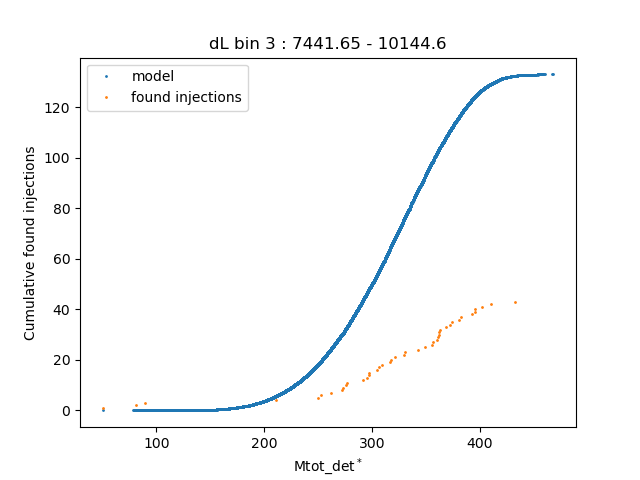 dL bin 3 : 7441.65 - 10144.6
model
found injections
Cumulative found injections
120
100
80
60
40
20
0
100 200 300 400
Mtot_det*